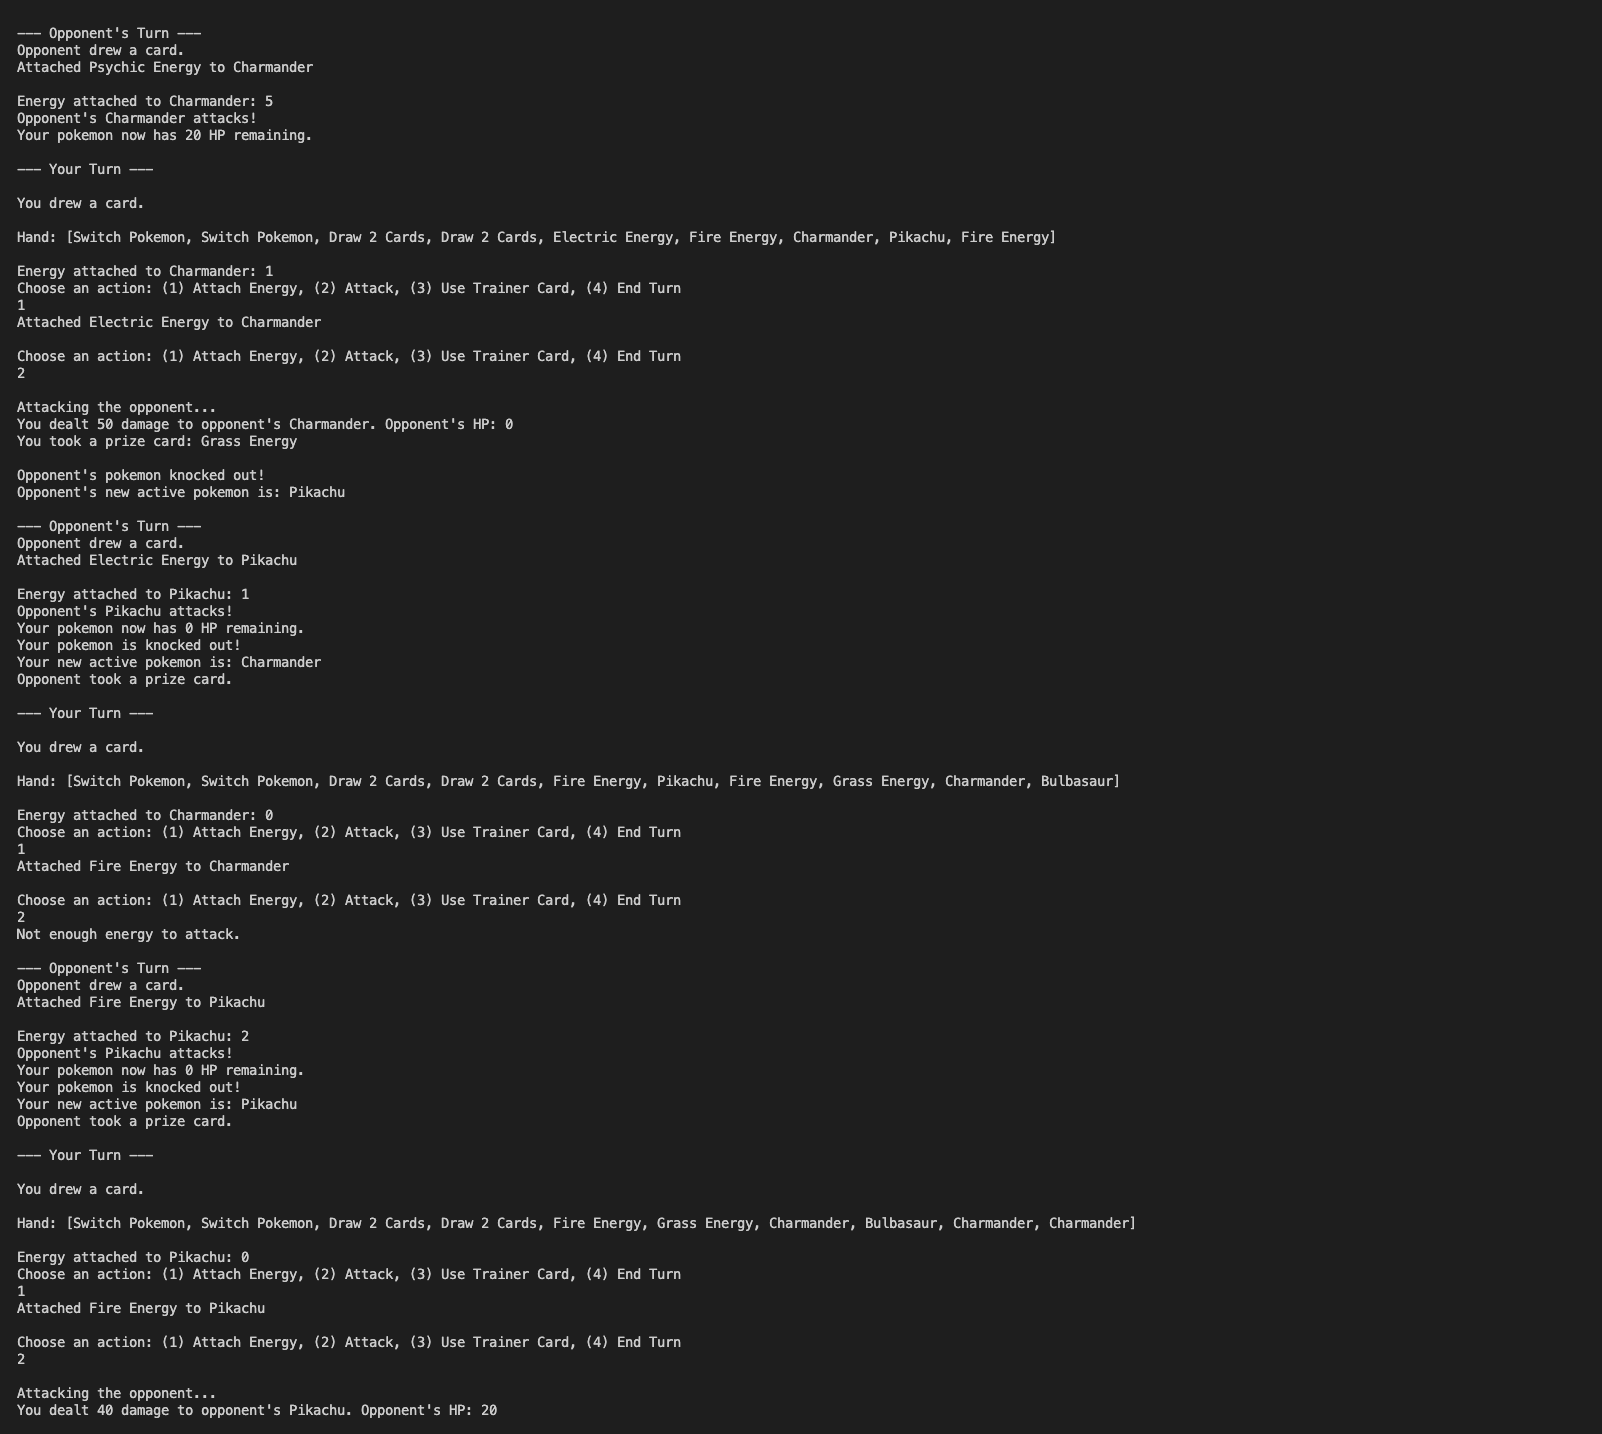 --- Opponent's Turn ---
Opponent drew a card.
Attached Psychic Energy to Charmander
Energy attached to Charmander: 5
Opponent's Charmander attacks!
Your pokemon now has 20 HP remaining.
--- Your Turn ---
You drew a card.
Hand: [Switch Pokemon, Switch Pokemon, Draw 2 Cards, Draw 2 Cards, Electric Energy, Fire Energy, Charmander, Pikachu, Fire Energy]
Energy attached to Charmander: 1
Choose an action: (1) Attach Energy, (2) Attack, (3) Use Trainer Card, (4) End Turn
1
Attached Electric Energy to Charmander
Choose an action: (1) Attach Energy, (2) Attack, (3) Use Trainer Card, (4) End Turn
2
Attacking the opponent...
You dealt 50 damage to opponent's Charmander. Opponent's HP: 0
You took a prize card: Grass Energy
Opponent's pokemon knocked out!
Opponent's new active pokemon is: Pikachu
--- Opponent's Turn ---
Opponent drew a card.
Attached Electric Energy to Pikachu
Energy attached to Pikachu: 1
Opponent's Pikachu attacks!
Your pokemon now has 0 HP remaining.
Your pokemon is knocked out!
Your new active pokemon is: Charmander
Opponent took a prize card.
--- Your Turn ---
You drew a card.
Hand: [Switch Pokemon, Switch Pokemon, Draw 2 Cards, Draw 2 Cards, Fire Energy, Pikachu, Fire Energy, Grass Energy, Charmander, Bulbasaur]
Energy attached to Charmander: 0
Choose an action: (1) Attach Energy, (2) Attack, (3) Use Trainer Card, (4) End Turn
1
Attached Fire Energy to Charmander
Choose an action: (1) Attach Energy, (2) Attack, (3) Use Trainer Card, (4) End Turn
2
Not enough energy to attack.
--- Opponent's Turn ---
Opponent drew a card.
Attached Fire Energy to Pikachu
Energy attached to Pikachu: 2
Opponent's Pikachu attacks!
Your pokemon now has 0 HP remaining.
Your pokemon is knocked out!
Your new active pokemon is: Pikachu
Opponent took a prize card.
--- Your Turn ---
You drew a card.
Hand: [Switch Pokemon, Switch Pokemon, Draw 2 Cards, Draw 2 Cards, Fire Energy, Grass Energy, Charmander, Bulbasaur, Charmander, Charmander]
Energy attached to Pikachu: 0
Choose an action: (1) Attach Energy, (2) Attack, (3) Use Trainer Card, (4) End Turn
1
Attached Fire Energy to Pikachu
Choose an action: (1) Attach Energy, (2) Attack, (3) Use Trainer Card, (4) End Turn
2
Attacking the opponent...
You dealt 40 damage to opponent's Pikachu. Opponent's HP: 20